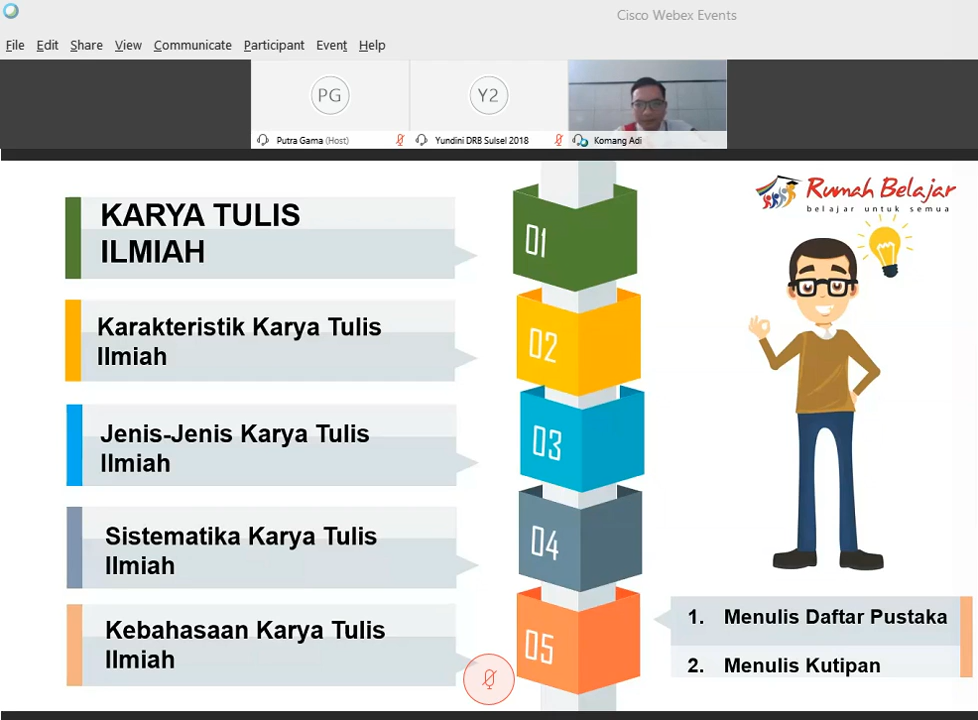 Cisco Webex Events
File Edit Share View Communicate Participant Event Help
PG
Y2
Putra Gama (Host)
Yundini DRB Sulsel 2018
Komang Adi
Rumah Belajar
belajar untuk semua
KARYA TULIS
ILMIAH
01
Karakteristik Karya Tulis
Ilmiah
02
Jenis-Jenis Karya Tulis
Ilmiah
03
Sistematika Karya Tulis
Ilmiah
04
Kebahasaan Karya Tulis
Ilmiah
05
1. Menulis Daftar Pustaka
2. Menulis Kutipan